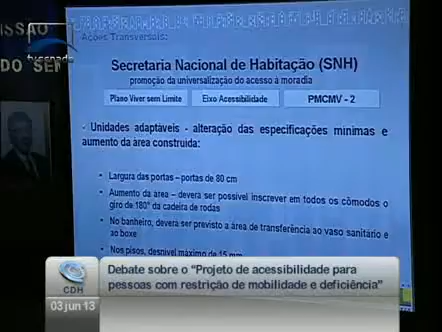 SSÃO
DO SEN
tvsenado
Ações Transversais:
Secretaria Nacional de Habitação (SNH)
promoção da universalização do acesso à moradia
Plano Viver sem Limite Eixo Acessibilidade PMCMV - 2
- Unidades adaptáveis - alteração das especificações mínimas e
aumento da área construída:
• Largura das portas – portas de 80 cm
• Aumento da área – deverá ser possível inscrever em todos os cômodos o
giro de 180° da cadeira de rodas
• No banheiro, deverá ser previsto a área de transferência ao vaso sanitário e
ao boxe
• Nos pisos, desnível máximo de 15 mm
CDH
03 jun 13
Debate sobre o "Projeto de acessibilidade para
pessoas com restrição de mobilidade e deficiência"